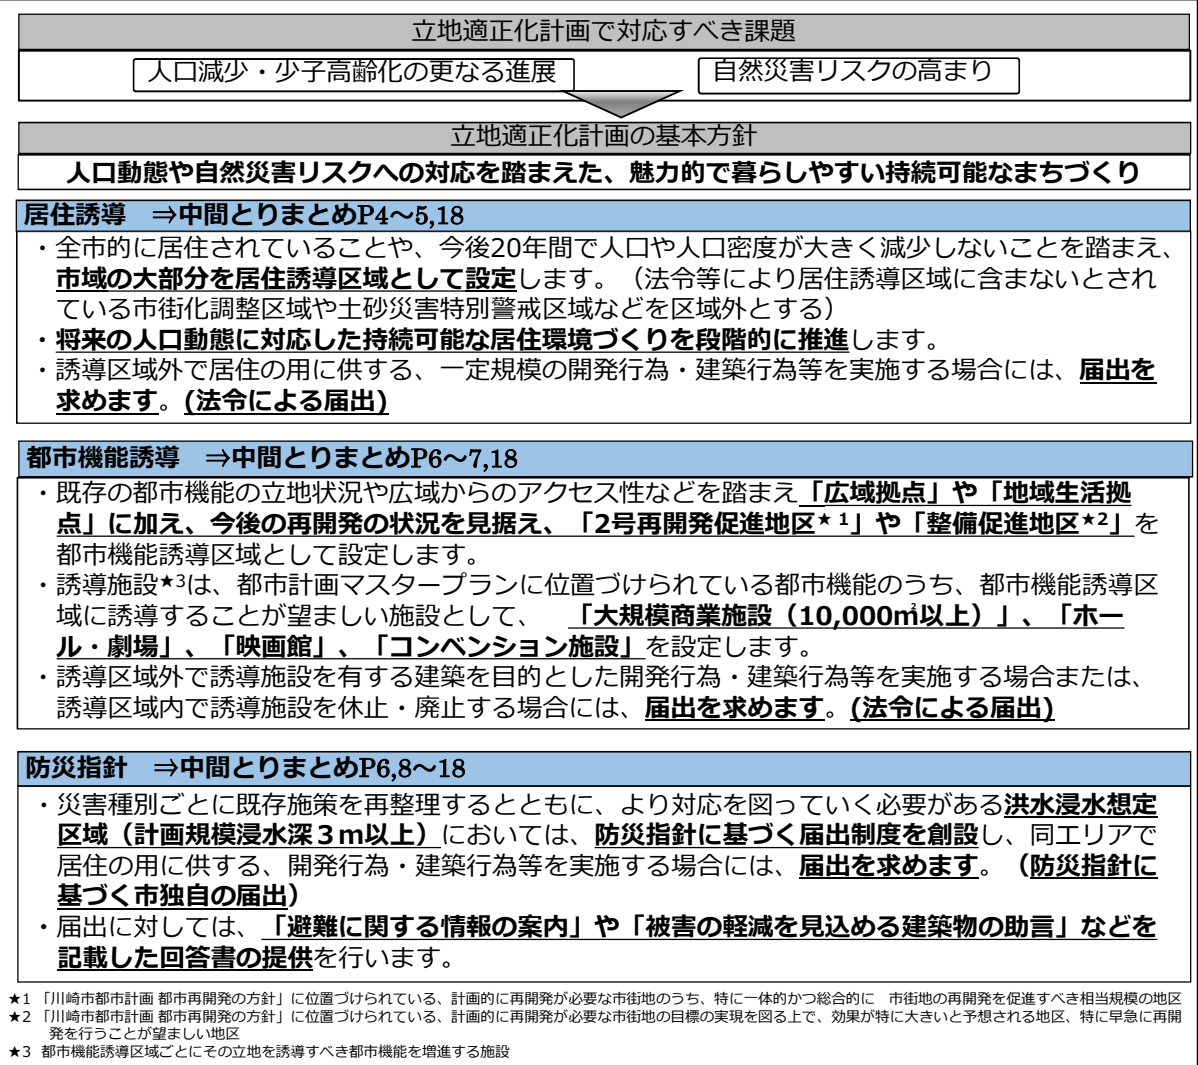 立地適正化計画で対応すべき課題
人口減少・少子高齢化の更なる進展
自然災害リスクの高まり
立地適正化計画の基本方針
人口動態や自然災害リスクへの対応を踏まえた、魅力的で暮らしやすい持続可能なまちづくり
居住誘導　⇒中間とりまとめP4～5,18
・全市的に居住されていることや、今後20年間で人口や人口密度が大きく減少しないことを踏まえ、
市域の大部分を居住誘導区域として設定します。（法令等により居住誘導区域に含まないとされ
ている市街化調整区域や土砂災害特別警戒区域などを区域外とする）
・将来の人口動態に対応した持続可能な居住環境づくりを段階的に推進します。
・誘導区域外で居住の用に供する、一定規模の開発行為・建築行為等を実施する場合には、届出を
求めます。(法令による届出)
都市機能誘導　⇒中間とりまとめP6～7,18
・既存の都市機能の立地状況や広域からのアクセス性などを踏まえ「広域拠点」や「地域生活拠
点」に加え、今後の再開発の状況を見据え、「2号再開発促進地区★1」や「整備促進地区★2」を
都市機能誘導区域として設定します。
・誘導施設★3は、都市計画マスタープランに位置づけられている都市機能のうち、都市機能誘導区
域に誘導することが望ましい施設として、　「大規模商業施設（10,000㎡以上）」、「ホー
ル・劇場」、「映画館」、「コンベンション施設」を設定します。
・誘導区域外で誘導施設を有する建築を目的とした開発行為・建築行為等を実施する場合または、
誘導区域内で誘導施設を休止・廃止する場合には、届出を求めます。(法令による届出)
防災指針　⇒中間とりまとめP6,8～18
・災害種別ごとに既存施策を再整理するとともに、より対応を図っていく必要がある洪水浸水想定
区域（計画規模浸水深３ｍ以上）においては、防災指針に基づく届出制度を創設し、同エリアで
居住の用に供する、開発行為・建築行為等を実施する場合には、届出を求めます。（防災指針に
基づく市独自の届出）
・届出に対しては、「避難に関する情報の案内」や「被害の軽減を見込める建築物の助言」などを
記載した回答書の提供を行います。
★1 「川崎市都市計画 都市再開発の方針」に位置づけられている、計画的に再開発が必要な市街地のうち、特に一体的かつ総合的に　市街地の再開発を促進すべき相当規模の地区
★2 「川崎市都市計画 都市再開発の方針」に位置づけられている、計画的に再開発が必要な市街地の目標の実現を図る上で、効果が特に大きいと予想される地区、特に早急に再開
発を行うことが望ましい地区
★3 都市機能誘導区域ごとにその立地を誘導すべき都市機能を増進する施設